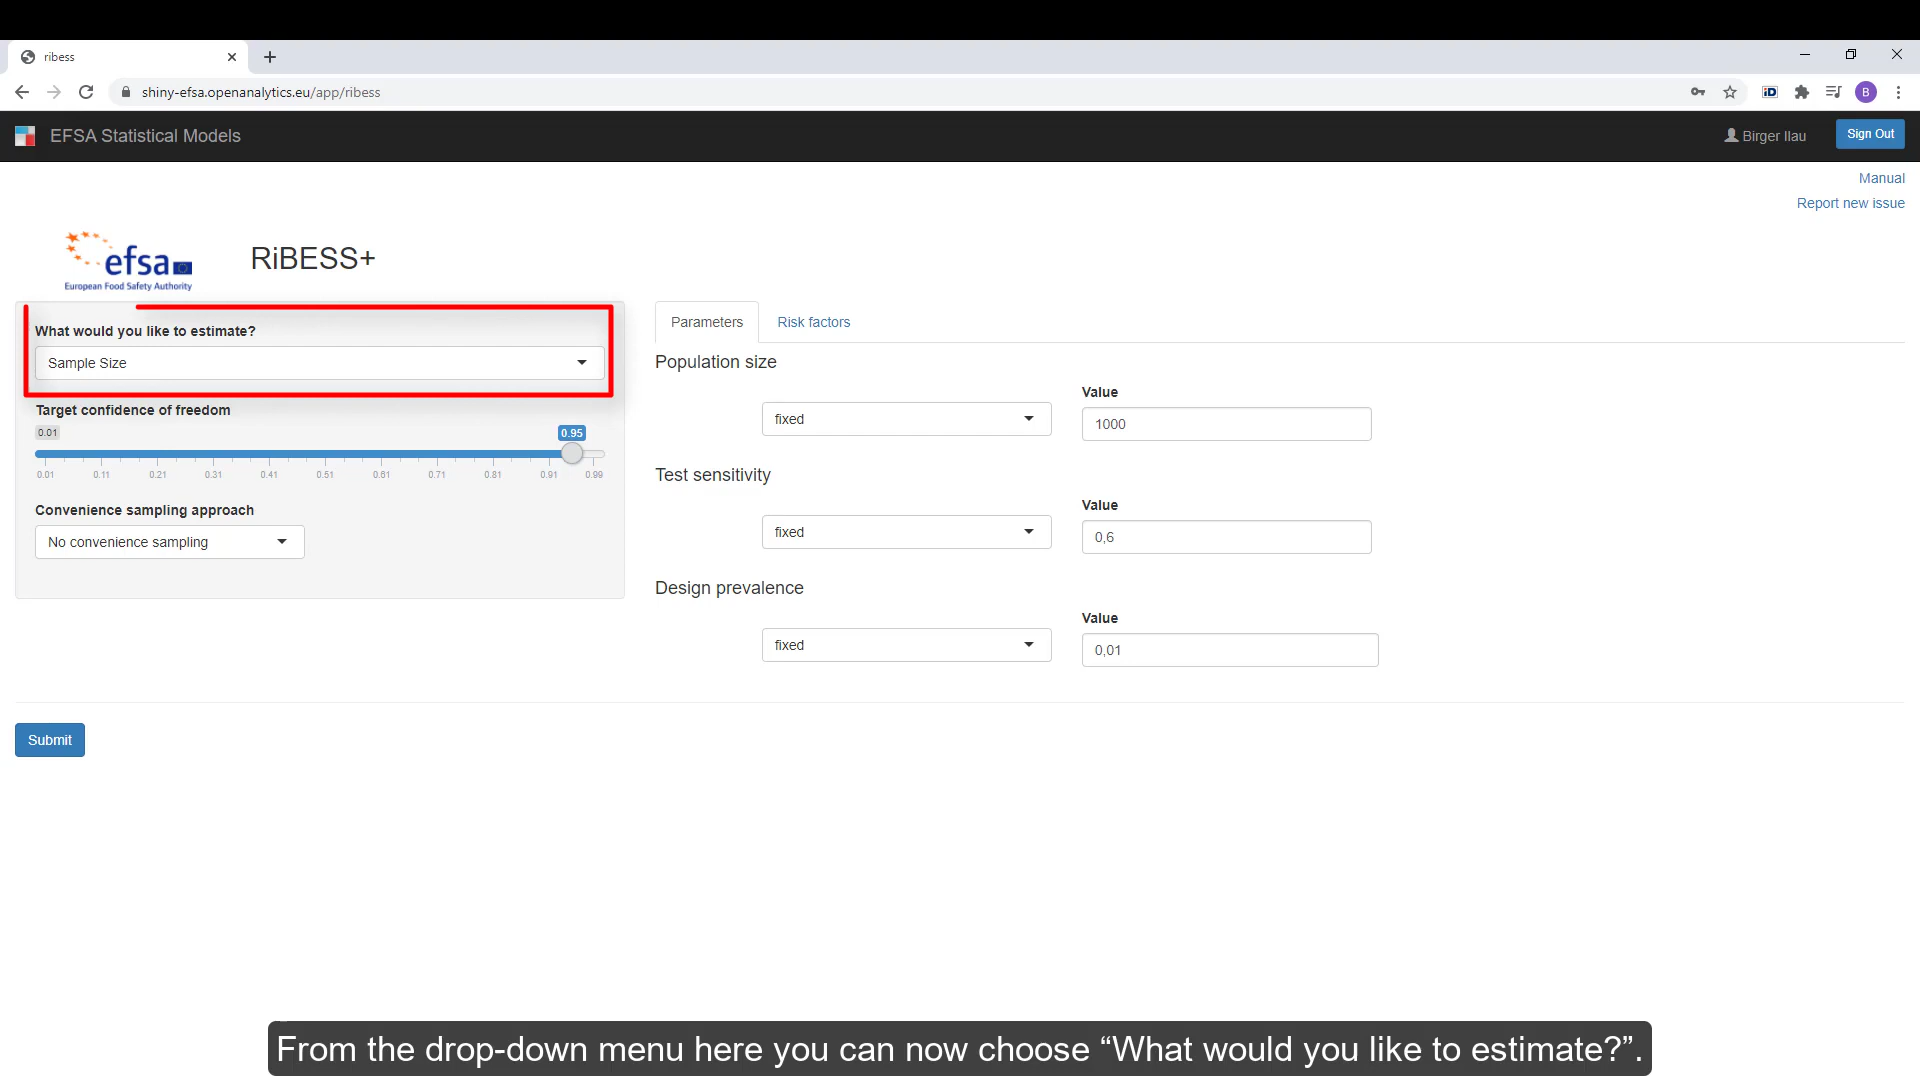 ribess
shiny-efsa.openanalytics.eu/app/ribess
iD
B
EFSA Statistical Models
Birger Ilau
Sign Out
Manual
Report new issue
efsa
European Food Safety Authority
RiBESS+
What would you like to estimate?
Sample Size
Target confidence of freedom
0.01
0.95
0.01 0.11 0.21 0.31 0.41 0.51 0.61 0.71 0.81 0.91 0.99
Convenience sampling approach
No convenience sampling
Parameters
Risk factors
Population size
Value
fixed
1000
Test sensitivity
Value
fixed
0,6
Design prevalence
Value
fixed
0,01
Submit
From the drop-down menu here you can now choose “What would you like to estimate?”.